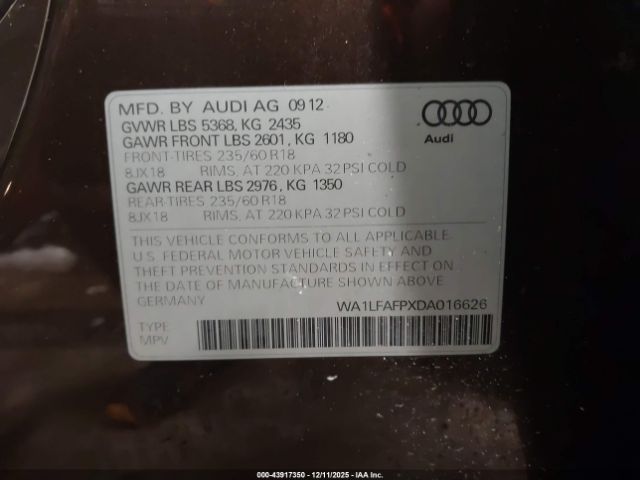 MFD. BY AUDI AG 09 12
GVWR LBS 5368, KG 2435
GAWR FRONT LBS 2601, KG 1180
FRONT-TIRES 235/60 R18
8JX18 RIMS, AT 220 KPA 32 PSI COLD
GAWR REAR LBS 2976, KG 1350
REAR-TIRES 235/60 R18
8JX18 RIMS, AT 220 KPA 32 PSI COLD
Audi
THIS VEHICLE CONFORMS TO ALL APPLICABLE
U.S. FEDERAL MOTOR VEHICLE SAFETY AND
THEFT PREVENTION STANDARDS IN EFFECT ON
THE DATE OF MANUFACTURE SHOWN ABOVE
GERMANY
WA1LFAFPXDA016626
TYPE
MPV
000-43917350 - 12/11/2025 - IAAI, Inc.